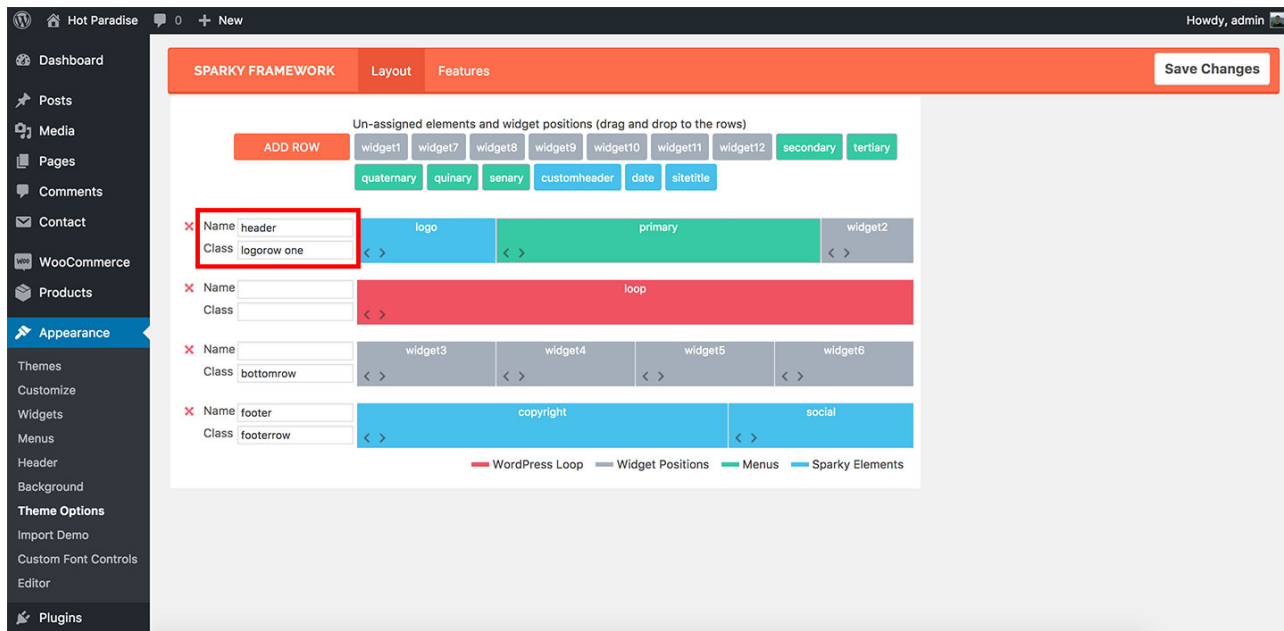 Hot Paradise 0 + New Howdy, admin
Dashboard
Posts
Media
Pages
Comments
Contact
WooCommerce
Products
Appearance
Themes
Customize
Widgets
Menus
Header
Background
Theme Options
Import Demo
Custom Font Controls
Editor
Plugins
SPARKY FRAMEWORK Layout Features Save Changes
Un-assigned elements and widget positions (drag and drop to the rows)
ADD ROW widget1 widget7 widget8 widget9 widget10 widget11 widget12 secondary tertiary
quaternary quinary senary customheader date sitetitle
Name header logo primary widget2
Class logorow one
Name loop
Class
Name widget3 widget4 widget5 widget6
Class bottomrow
Name footer copyright social
Class footerrow
WordPress Loop Widget Positions Menus Sparky Elements